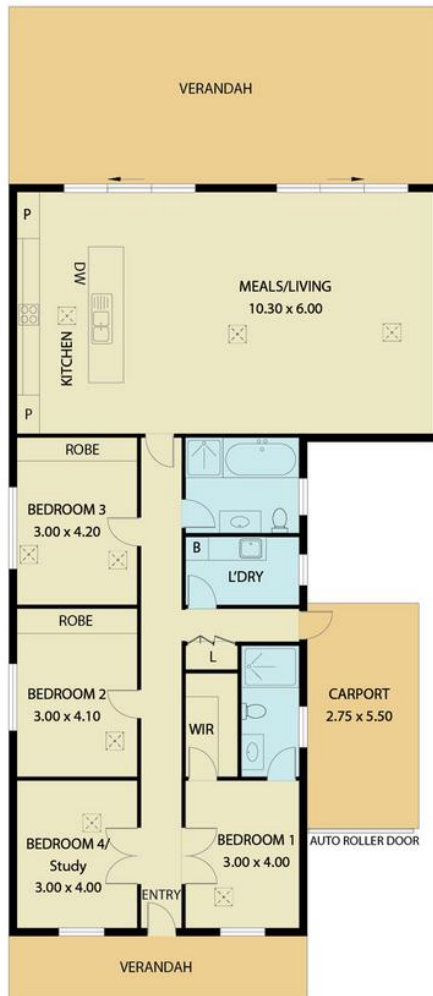 VERANDAH
P
DW
KITCHEN
MEALS/LIVING
10.30 x 6.00
P
ROBE
BEDROOM 3
3.00 x 4.20
B
L'DRY
ROBE
L
BEDROOM 2
3.00 x 4.10
WIR
CARPORT
2.75 x 5.50
BEDROOM 4/
Study
3.00 x 4.00
BEDROOM 1
3.00 x 4.00
AUTO ROLLER DOOR
ENTRY
VERANDAH